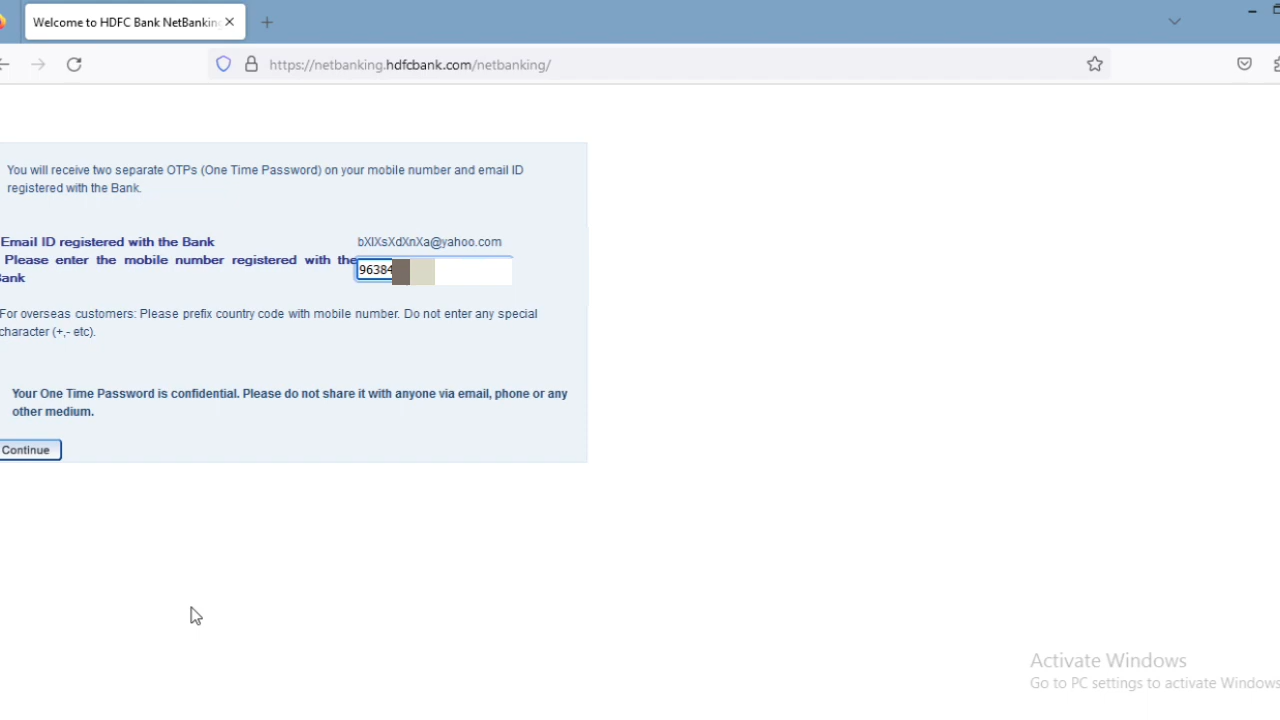 Welcome to HDFC Bank NetBanking
https://netbanking.hdfcbank.com/netbanking/
You will receive two separate OTPs (One Time Password) on your mobile number and email ID
registered with the Bank.
Email ID registered with the Bank bXIXsXdXnXa@yahoo.com
Please enter the mobile number registered with the 96384
ank
For overseas customers: Please prefix country code with mobile number. Do not enter any special
character (+,- etc).
Your One Time Password is confidential. Please do not share it with anyone via email, phone or any
other medium.
Continue
Activate Windows
Go to PC settings to activate Windows